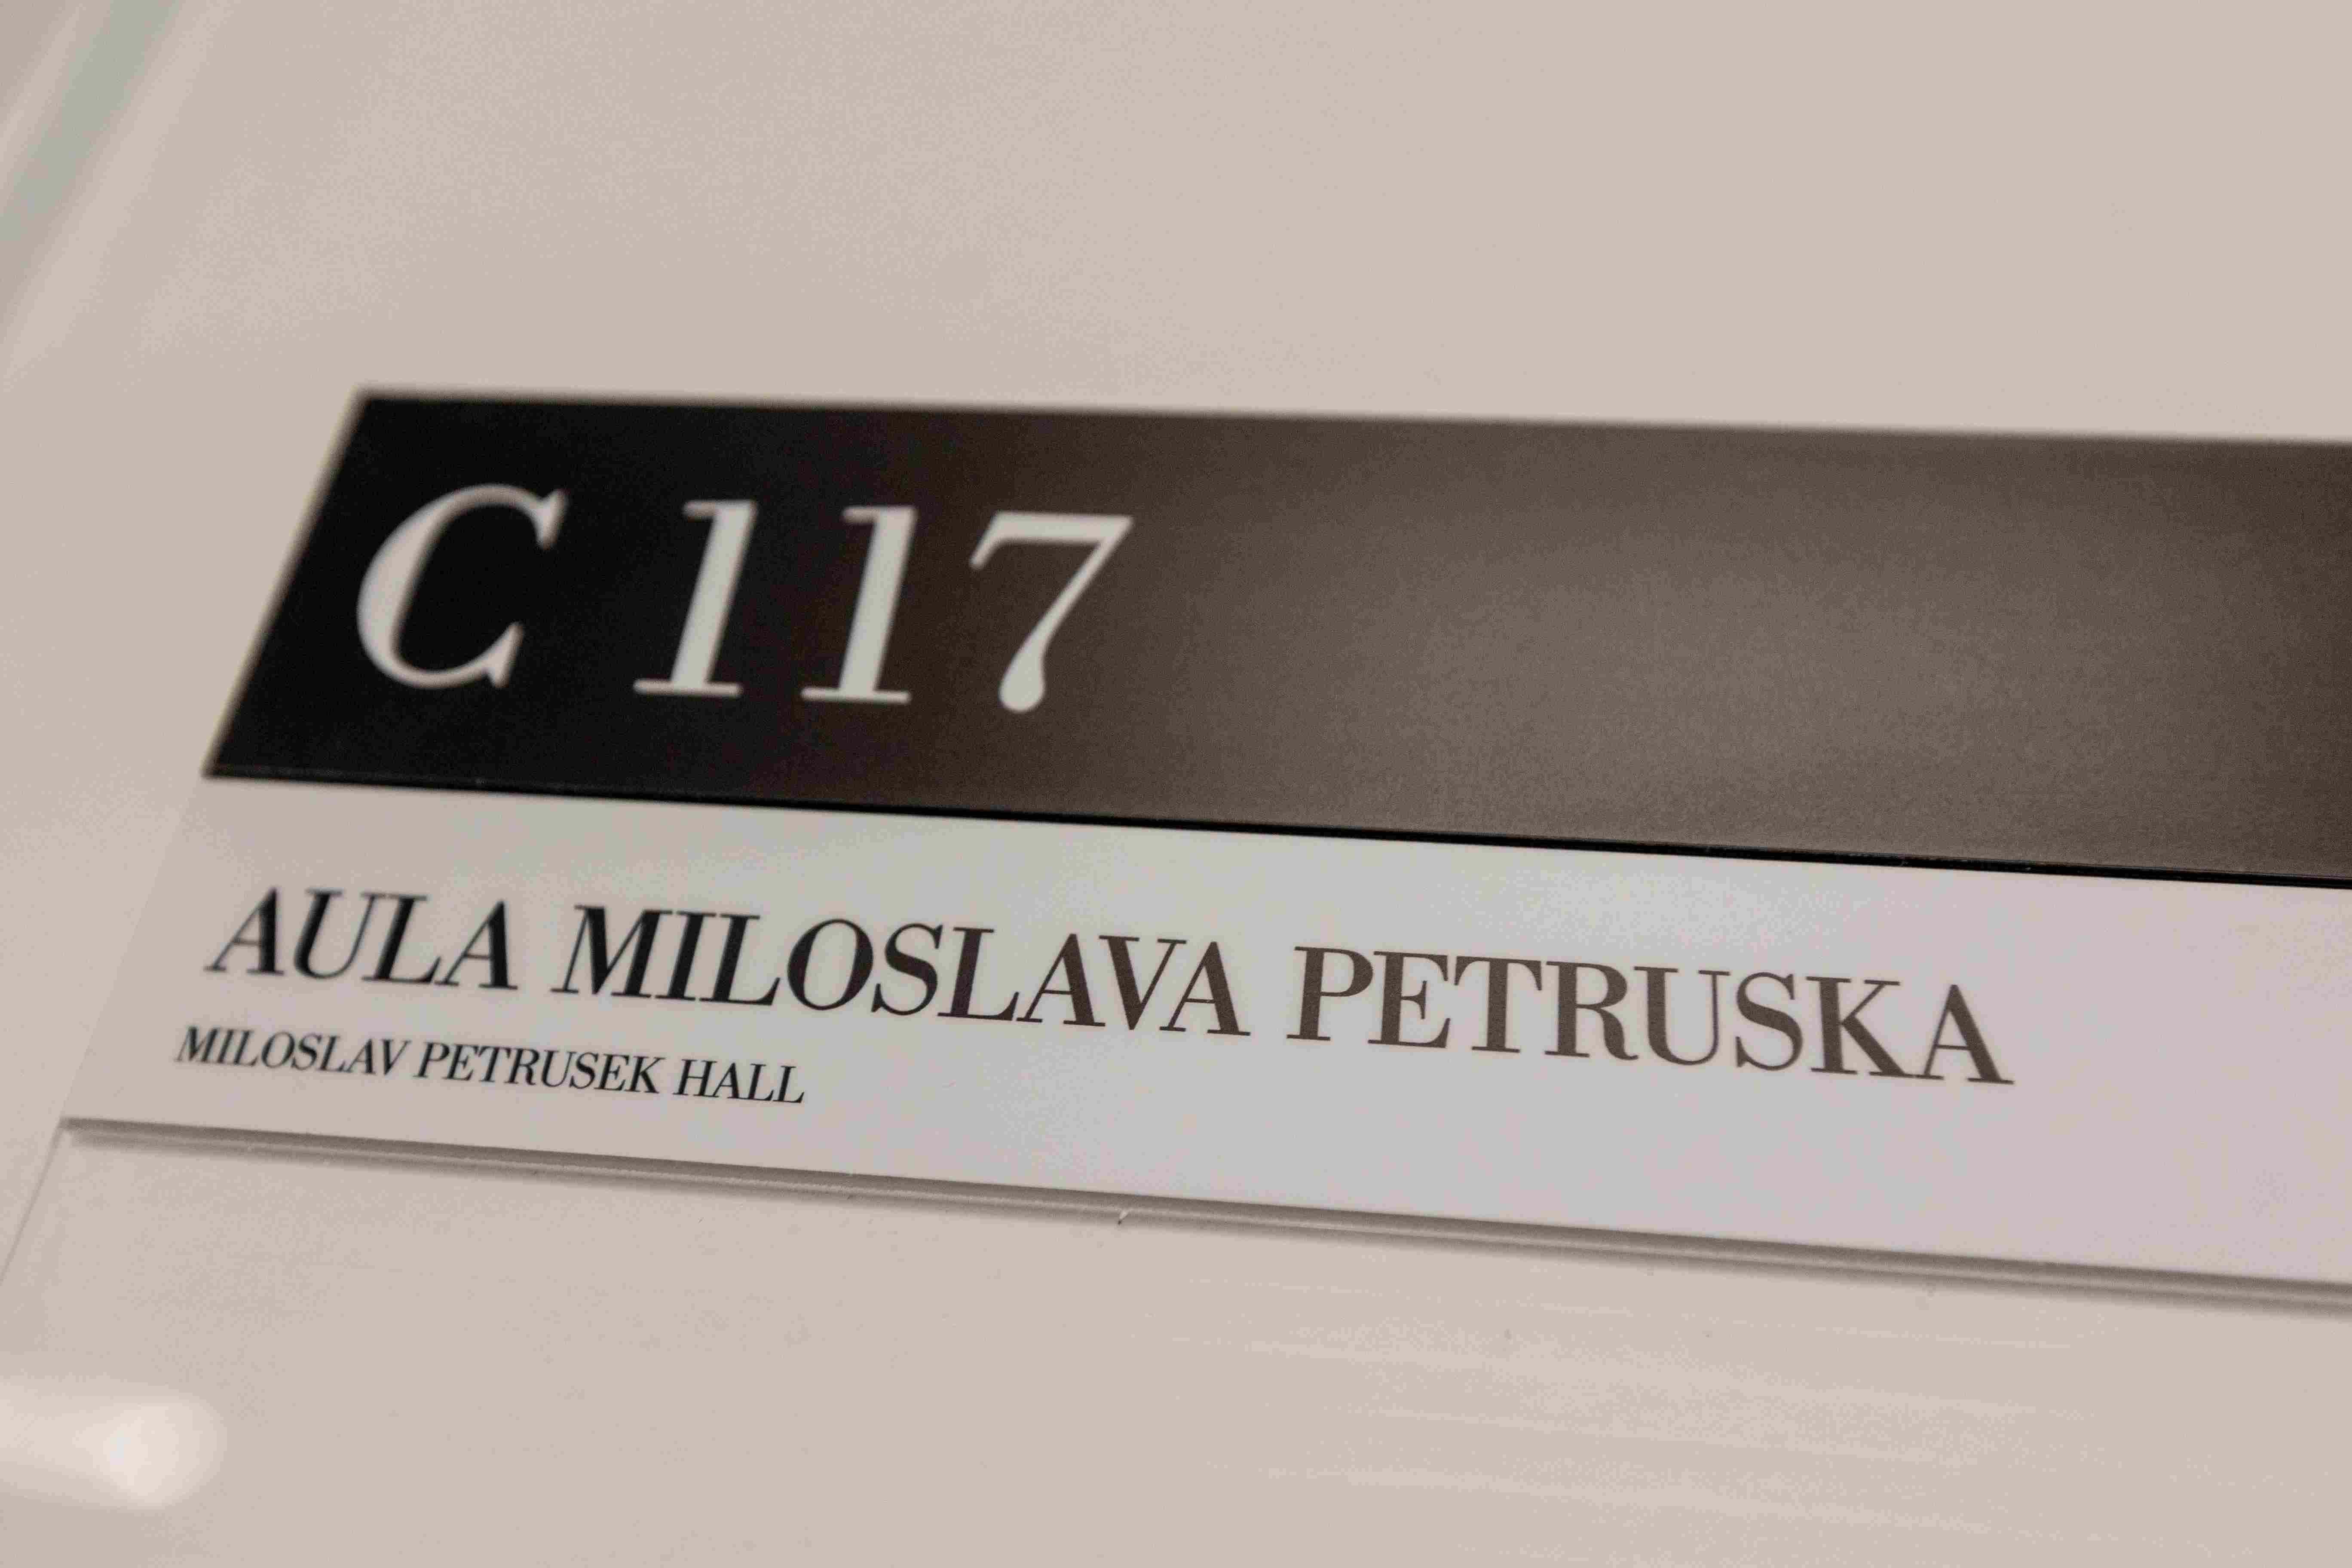 C 117
AULA MILOSLAVA PETRUSKA
MILOSLAV PETRUSEK HALL